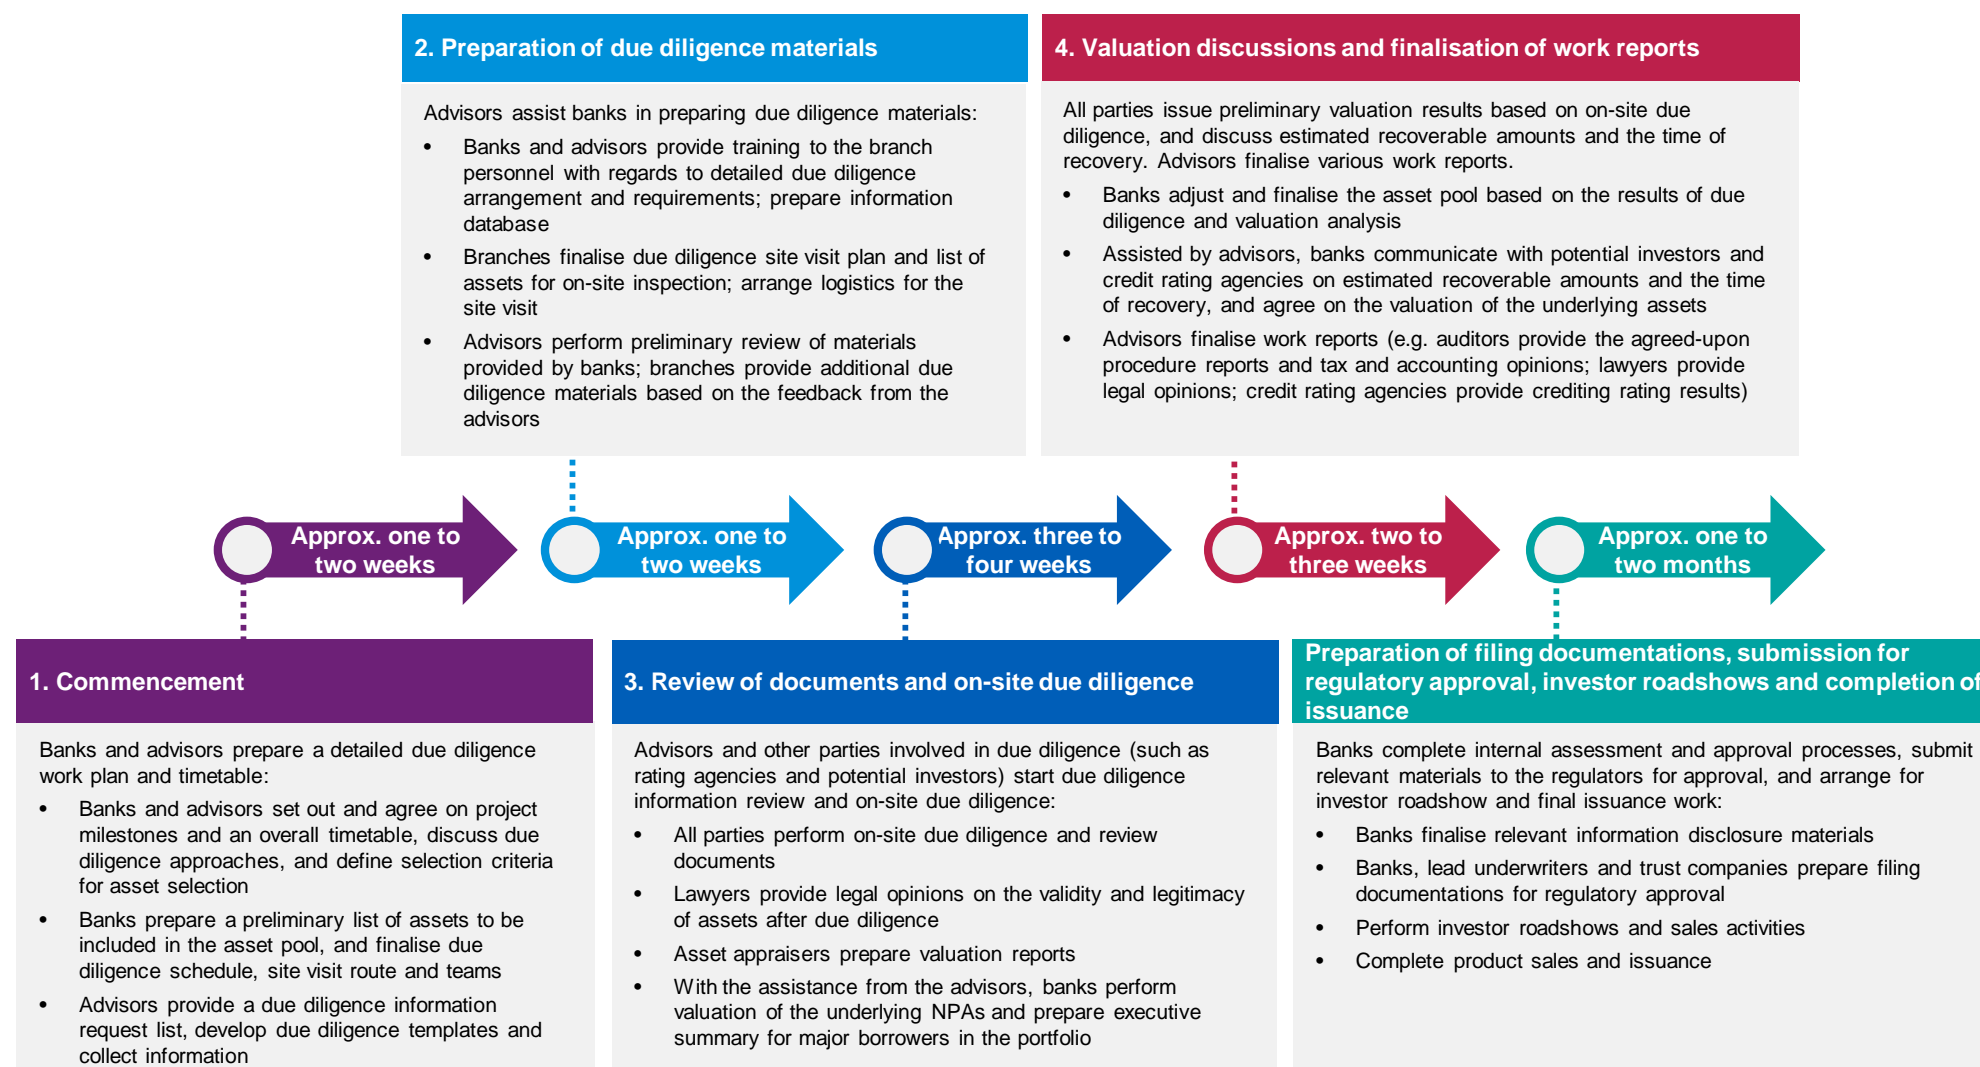 2. Preparation of due diligence materials
Advisors assist banks in preparing due diligence materials:
• Banks and advisors provide training to the branch
personnel with regards to detailed due diligence
arrangement and requirements; prepare information
database
• Branches finalise due diligence site visit plan and list of
assets for on-site inspection; arrange logistics for the
site visit
• Advisors perform preliminary review of materials
provided by banks; branches provide additional due
diligence materials based on the feedback from the
advisors
4. Valuation discussions and finalisation of work reports
All parties issue preliminary valuation results based on on-site due
diligence, and discuss estimated recoverable amounts and the time of
recovery. Advisors finalise various work reports.
• Banks adjust and finalise the asset pool based on the results of due
diligence and valuation analysis
• Assisted by advisors, banks communicate with potential investors and
credit rating agencies on estimated recoverable amounts and the time
of recovery, and agree on the valuation of the underlying assets
• Advisors finalise work reports (e.g. auditors provide the agreed-upon
procedure reports and tax and accounting opinions; lawyers provide
legal opinions; credit rating agencies provide crediting rating results)
Approx. one to
two weeks
Approx. one to
two weeks
Approx. three to
four weeks
Approx. two to
three weeks
Approx. one to
two months
1. Commencement
Banks and advisors prepare a detailed due diligence
work plan and timetable:
• Banks and advisors set out and agree on project
milestones and an overall timetable, discuss due
diligence approaches, and define selection criteria
for asset selection
• Banks prepare a preliminary list of assets to be
included in the asset pool, and finalise due
diligence schedule, site visit route and teams
• Advisors provide a due diligence information
request list, develop due diligence templates and
collect information
3. Review of documents and on-site due diligence
Advisors and other parties involved in due diligence (such as
rating agencies and potential investors) start due diligence
information review and on-site due diligence:
• All parties perform on-site due diligence and review
documents
• Lawyers provide legal opinions on the validity and legitimacy
of assets after due diligence
• Asset appraisers prepare valuation reports
• With the assistance from the advisors, banks perform
valuation of the underlying NPAs and prepare executive
summary for major borrowers in the portfolio
Preparation of filing documentations, submission for
regulatory approval, investor roadshows and completion of
issuance
Banks complete internal assessment and approval processes, submit
relevant materials to the regulators for approval, and arrange for
investor roadshow and final issuance work:
• Banks finalise relevant information disclosure materials
• Banks, lead underwriters and trust companies prepare filing
documentations for regulatory approval
• Perform investor roadshows and sales activities
• Complete product sales and issuance